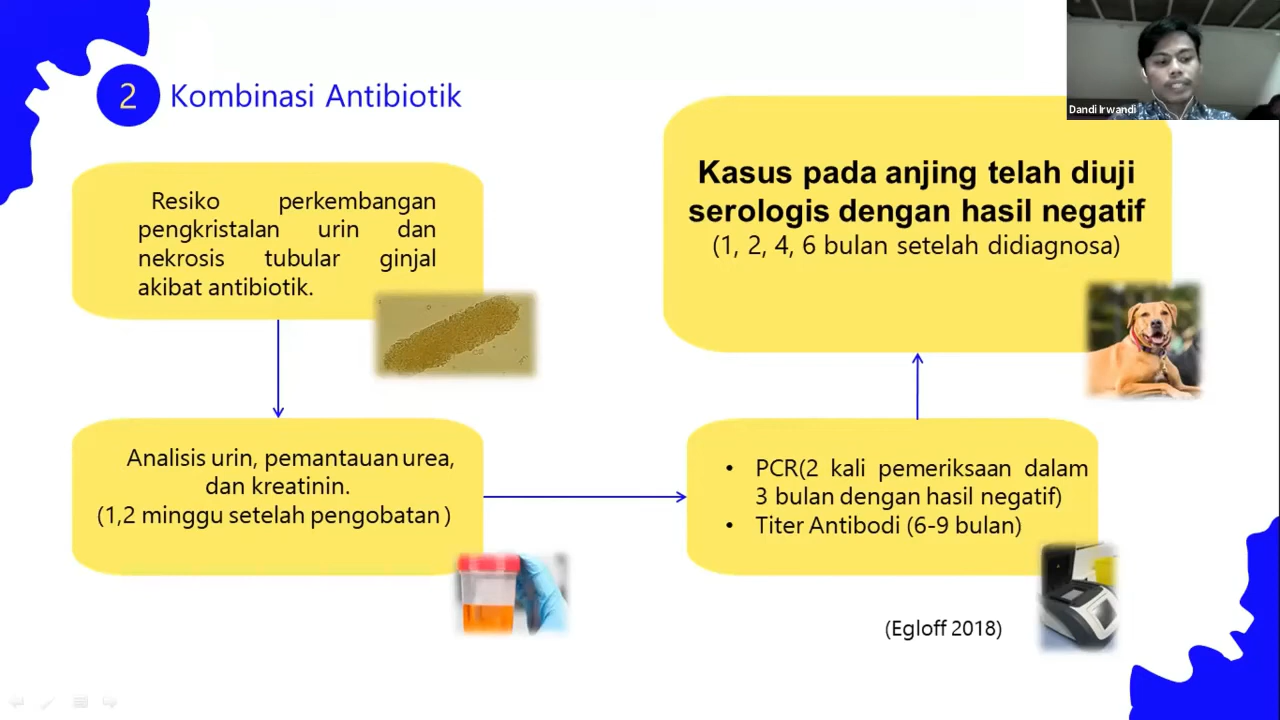 2 Kombinasi Antibiotik
Dandi Irwandi
Resiko perkembangan
pengkristalan urin dan
nekrosis tubular ginjal
akibat antibiotik.
Analisis urin, pemantauan urea,
dan kreatinin.
(1,2 minggu setelah pengobatan )
• PCR(2 kali pemeriksaan dalam
3 bulan dengan hasil negatif)
• Titer Antibodi (6-9 bulan)
Kasus pada anjing telah diuji
serologis dengan hasil negatif
(1, 2, 4, 6 bulan setelah didiagnosa)
(Egloff 2018)